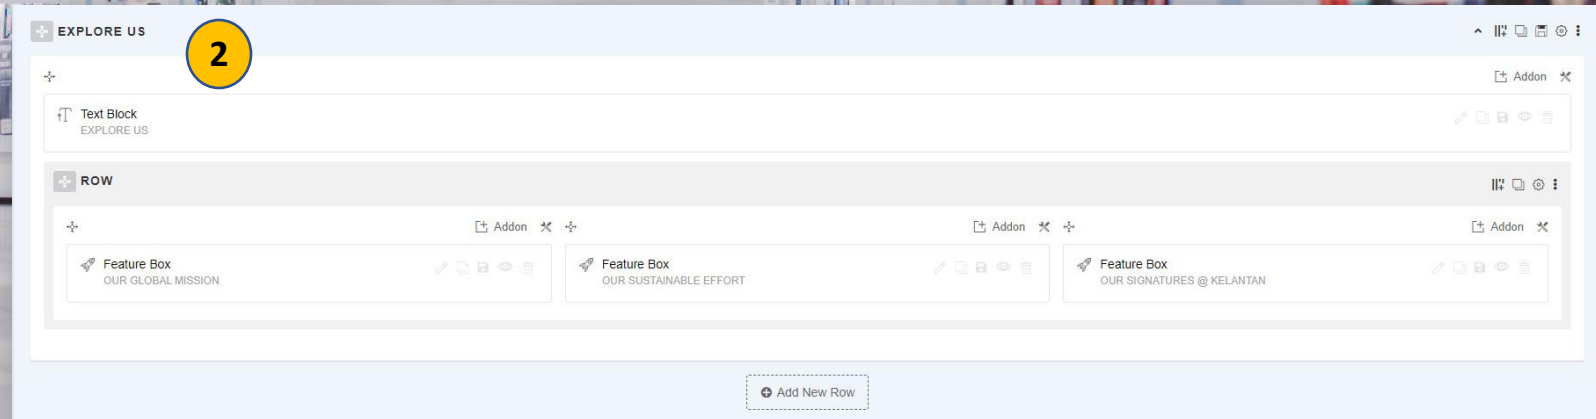 EXPLORE US
2
Addon
Text Block
EXPLORE US
ROW
Addon Addon Addon
Feature Box Feature Box Feature Box
OUR GLOBAL MISSION OUR SUSTAINABLE EFFORT OUR SIGNATURES @ KELANTAN
Add New Row